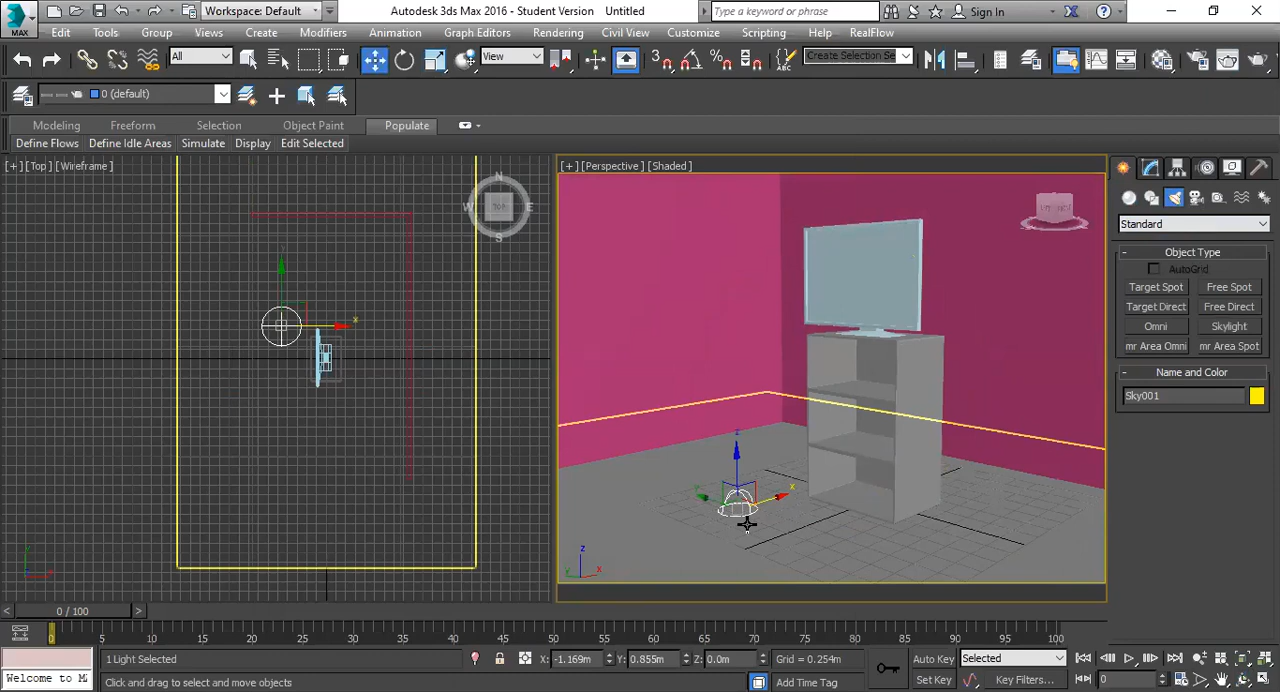 MAX
Workspace: Default
Autodesk 3ds Max 2016 - Student Version Untitled
Type a keyword or phrase
Sign In
Edit Tools Group Views Create Modifiers Animation Graph Editors Rendering Civil View Customize Scripting Help RealFlow
All View Create Selection Se
0 (default)
Modeling Freeform Selection Object Paint Populate
Define Flows Define Idle Areas Simulate Display Edit Selected
[+] [Top] [Wireframe]
[+] [Perspective] [Shaded]
N
W TOP E
S
Standard
- Object Type
AutoGrid
Target Spot Free Spot
Target Direct Free Direct
Omni Skylight
mr Area Omni mr Area Spot
- Name and Color
Sky001
x
z
y x
z
x
0 / 100
0 5 10 15 20 25 30 35 40 45 50 55 60 65 70 75 80 85 90 95 100
1 Light Selected
X: -1.169m Y: 0.855m Z: 0.0m Grid = 0.254m
Auto Key Selected
Welcome to M
Click and drag to select and move objects
Add Time Tag
Set Key Key Filters...
0